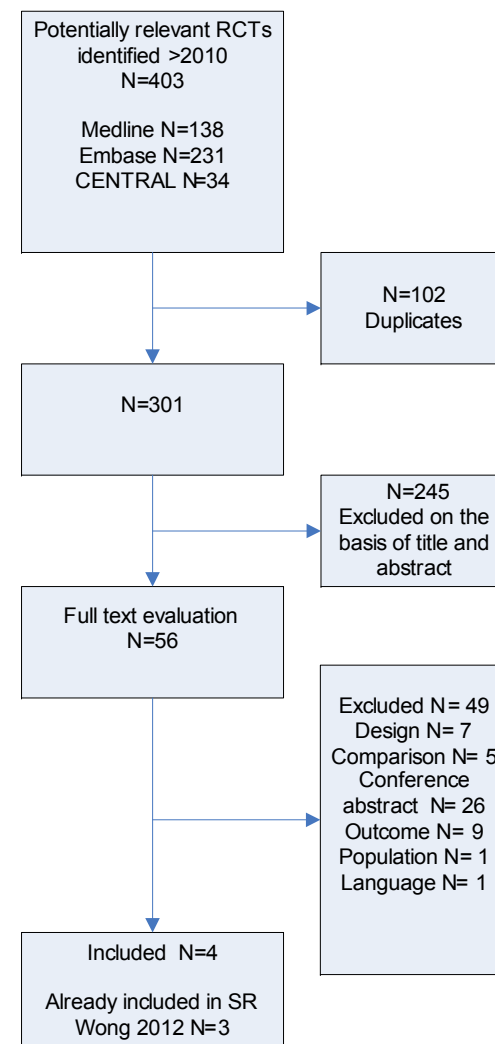 Potentially relevant RCTs
identified >2010
N=403
Medline N=138
Embase N=231
CENTRAL N=34
N=102
Duplicates
N=301
N=245
Excluded on the
basis of title and
abstract
Full text evaluation
N=56
Excluded N= 49
Design N= 7
Comparison N= 5
Conference
abstract N= 26
Outcome N= 9
Population N= 1
Language N= 1
Included N=4
Already included in SR
Wong 2012 N=3